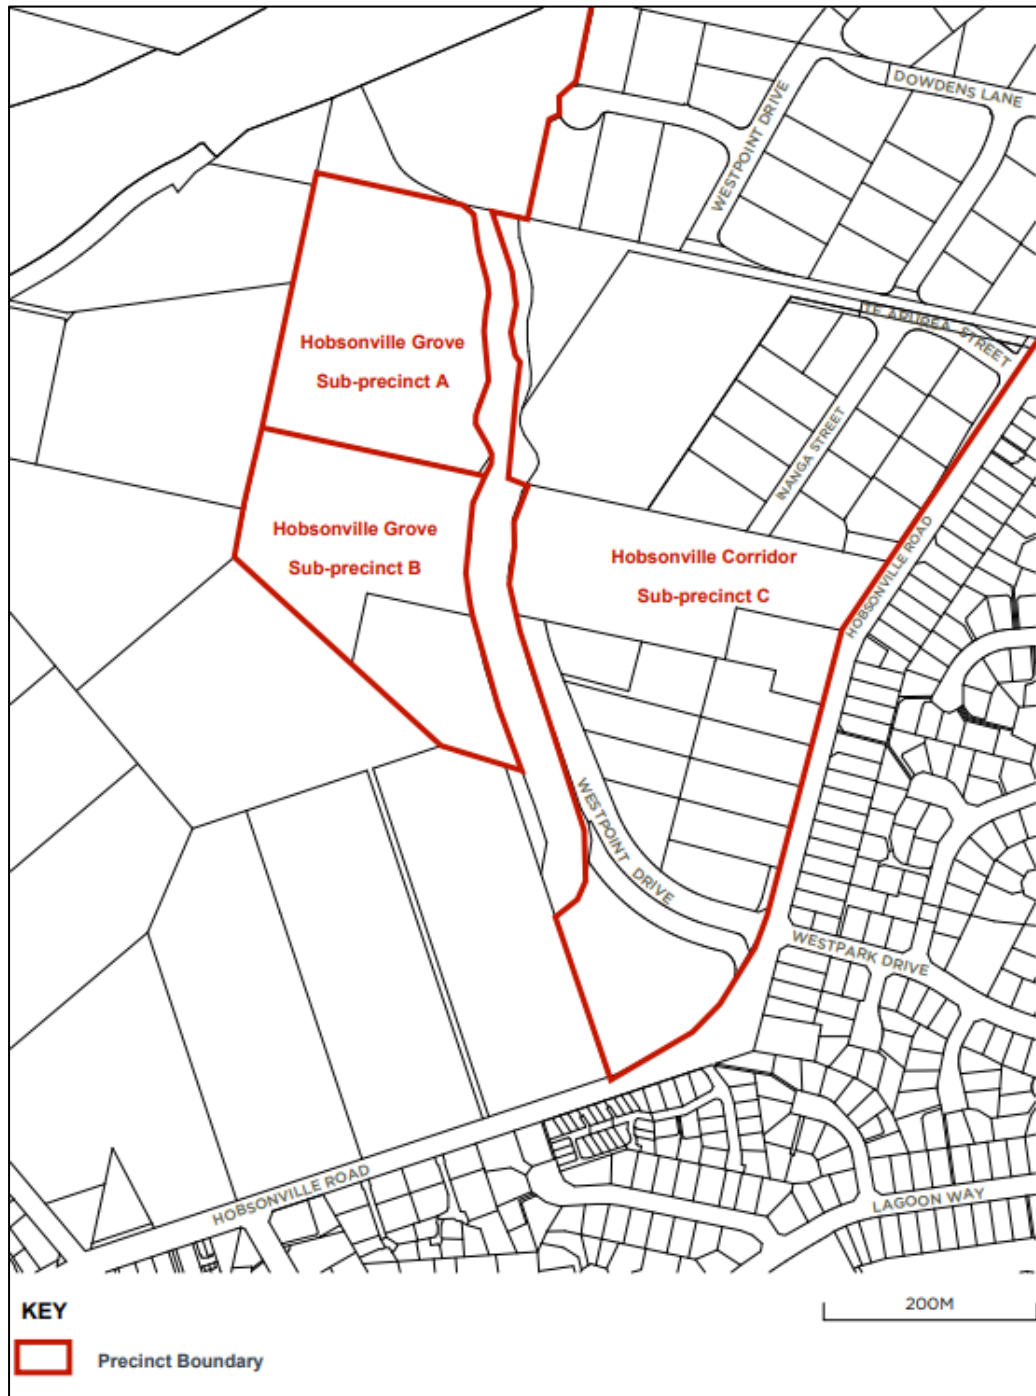 DOWDENS LANE
WESTPOINT DRIVE
TE APUREA STREET
Hobsonville Grove
Sub-precinct A
INANGA STREET
Hobsonville Grove
Sub-precinct B
Hobsonville Corridor
Sub-precinct C
HOBSONVILLE ROAD
WESTPOINT DRIVE
WESTPARK DRIVE
HOBSONVILLE ROAD
LAGOON WAY
KEY
200M
Precinct Boundary